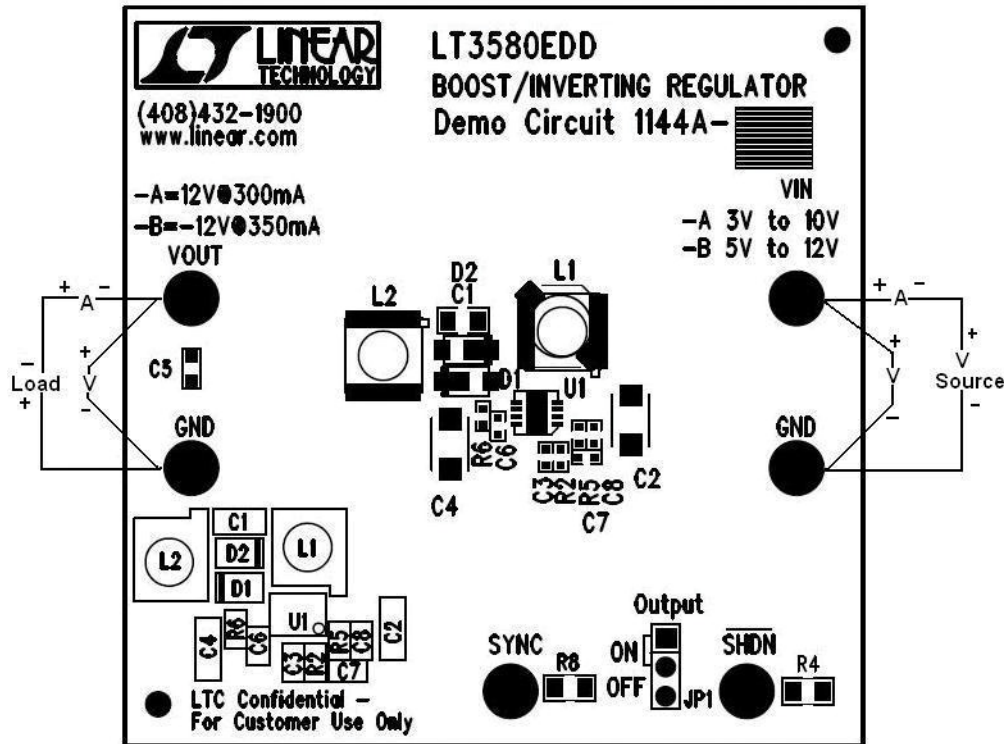 LINEAR
TECHNOLOGY
(408)432-1900
www.linear.com
LT3580EDD
BOOST/INVERTING REGULATOR
Demo Circuit 1144A-
-A=12V@300mA
-B=-12V@350mA
VOUT
VIN
-A 3V to 10V
-B 5V to 12V
+ A -
+ A -
L2
D2
C1
L1
D1
U1
C5
- Load +
+ V -
+ V -
+ V -
Source
GND
GND
R6
C6
C4
C3
R2
R5
C8
C7
C2
L2
C1
D2
D1
L1
U1
C4
R6
C6
C3
R2
R5
C8
C7
C2
LTC Confidential -
For Customer Use Only
SYNC
R8
Output
ON
OFF
JP1
SHDN
R4